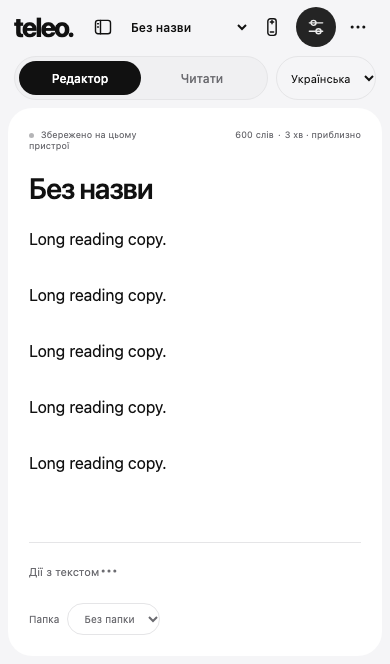 teleo.
Без назви
Редактор
Читати
Українська
Збережено на цьому
пристрої
600 слів · 3 хв · приблизно
Без назви
Long reading copy.
Long reading copy.
Long reading copy.
Long reading copy.
Long reading copy.
Дії з текстом•••
Папка
Без папки